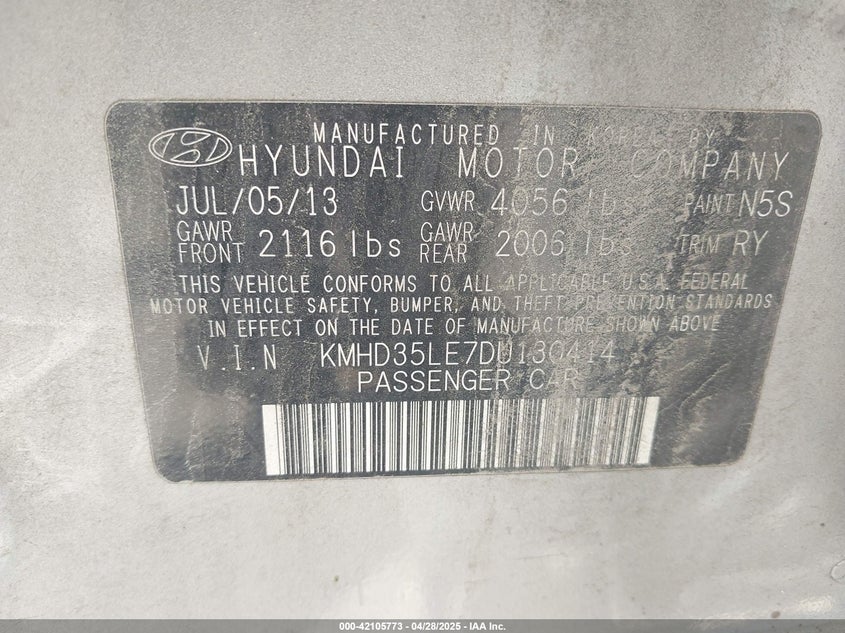 MANUFACTURED IN KOREA BY
HYUNDAI MOTOR COMPANY
JUL/05/13 GVWR 4056 lb PAINT N5S
GAWR FRONT 2116 lbs GAWR REAR 2006 lbs TRIM RY
THIS VEHICLE CONFORMS TO ALL APPLICABLE U.S.A. FEDERAL
MOTOR VEHICLE SAFETY, BUMPER, AND THEFT PREVENTION STANDARDS
IN EFFECT ON THE DATE OF MANUFACTURE SHOWN ABOVE
V.I.N KMHD35LE7DU130414
PASSENGER CAR
000-42105773 - 04/28/2025 - IAA Inc.